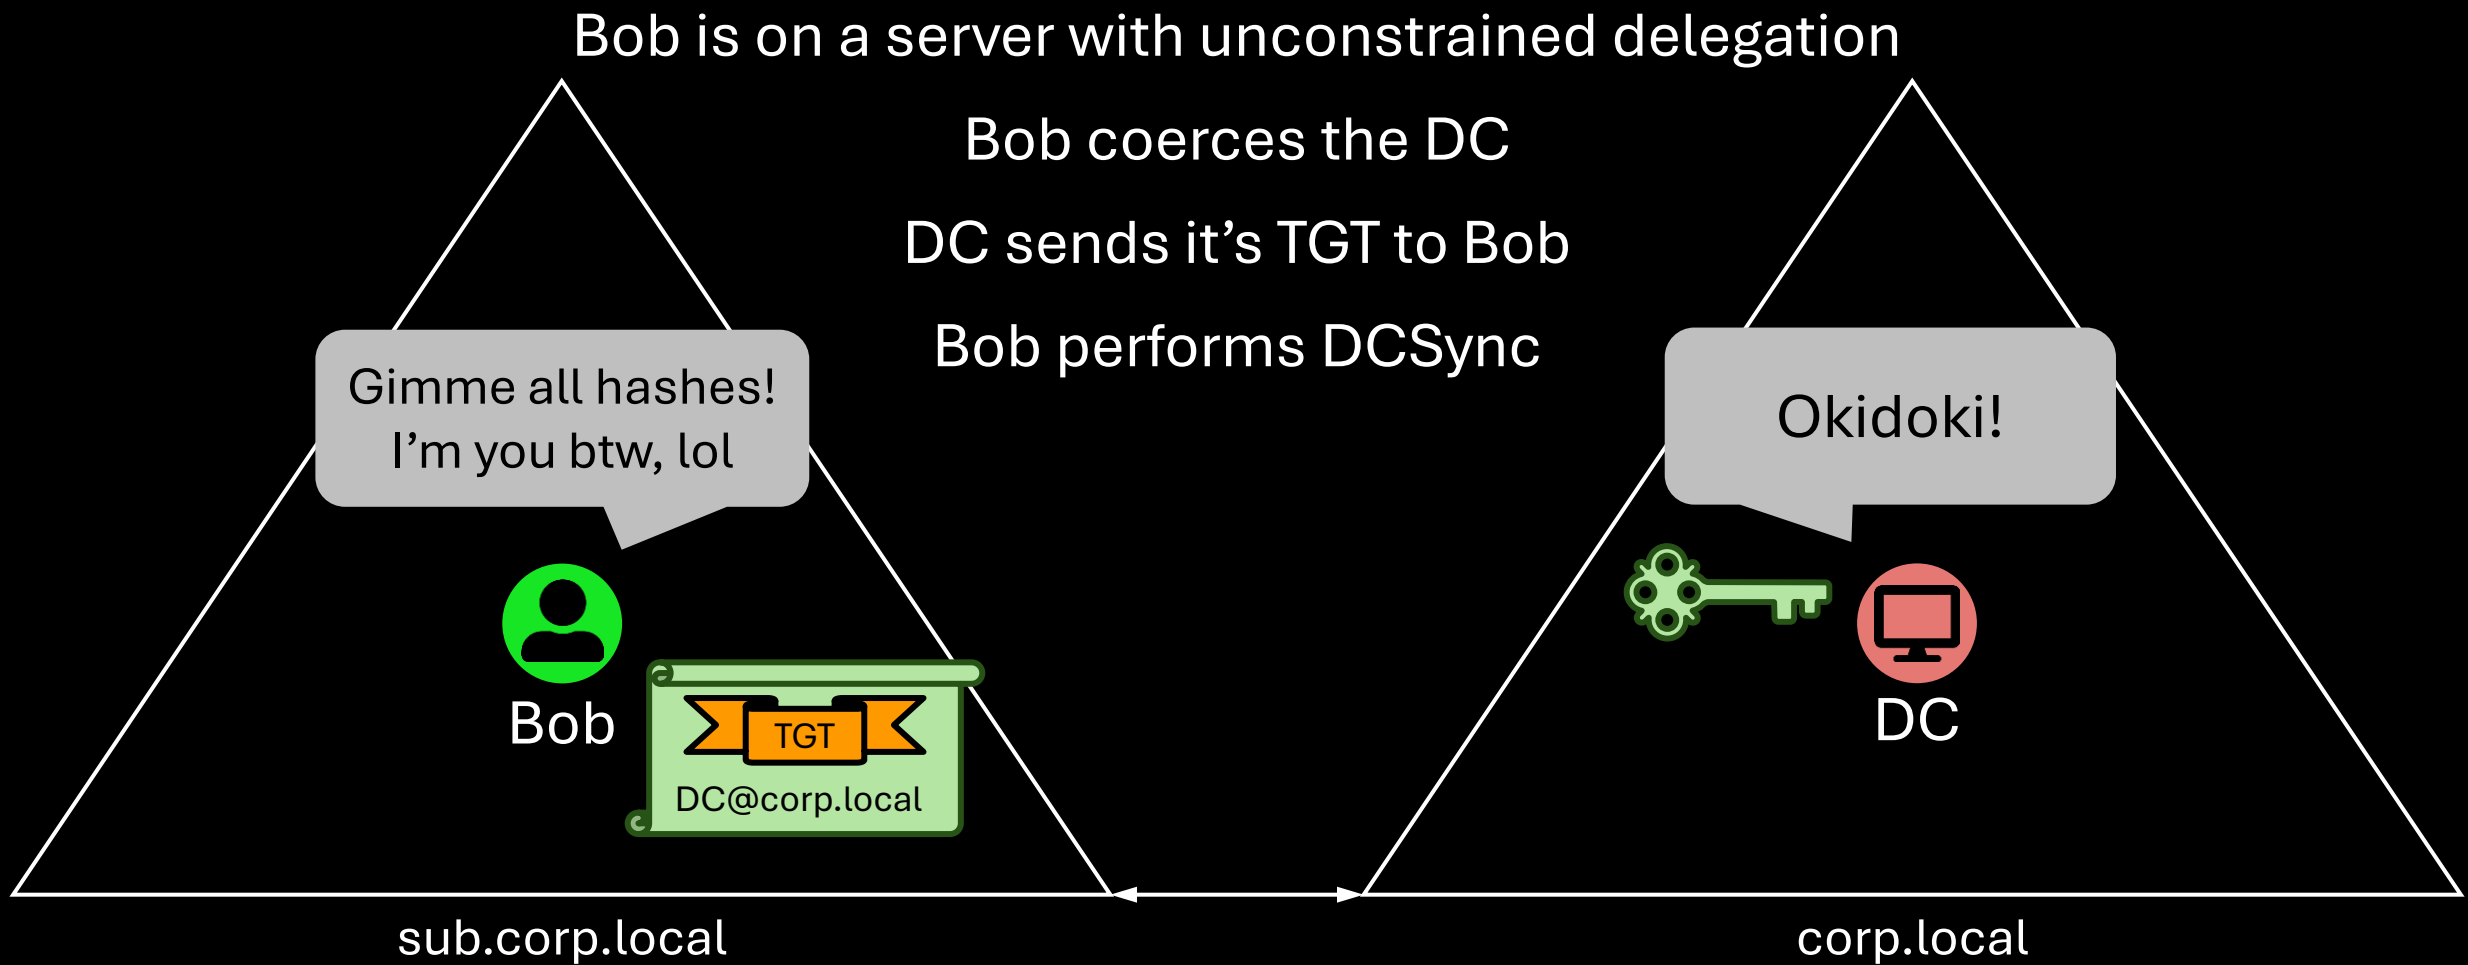 Bob is on a server with unconstrained delegation
Bob coerces the DC
DC sends it’s TGT to Bob
Bob performs DCSync
Gimme all hashes!
I’m you btw, lol
Okidoki!
Bob
TGT
DC@corp.local
DC
sub.corp.local
corp.local